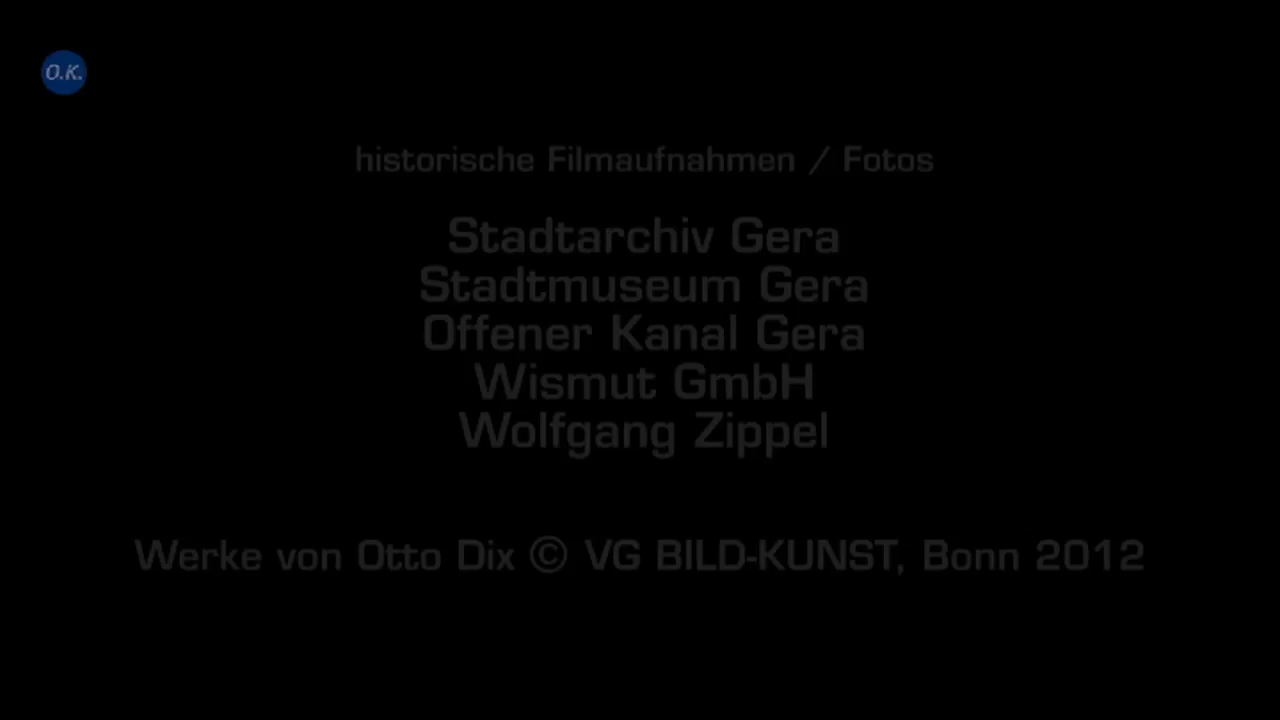 O.K.
historische Filmaufnahmen / Fotos
Stadtarchiv Gera
Stadtmuseum Gera
Offener Kanal Gera
Wismut GmbH
Wolfgang Zippel
Werke von Otto Dix © VG BILD-KUNST, Bonn 2012